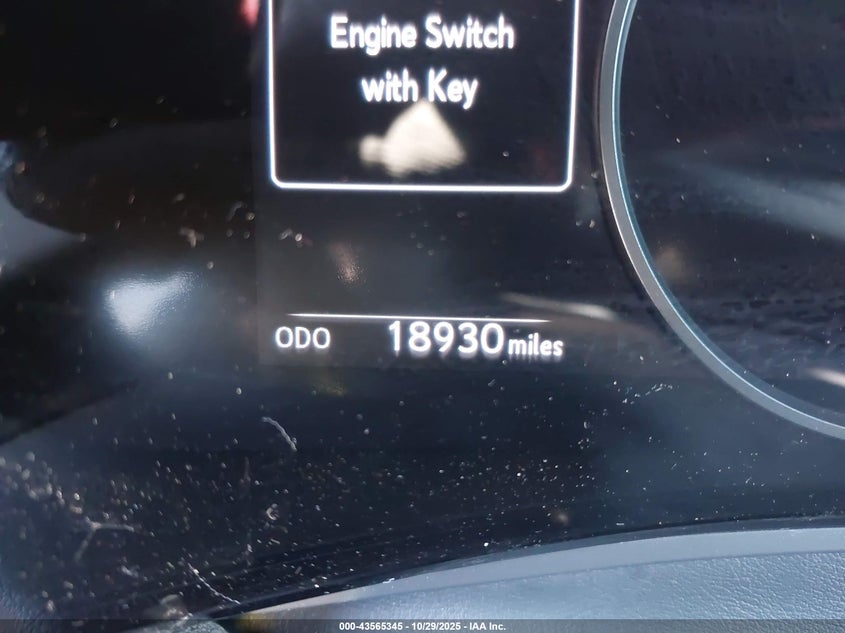 Engine Switch
with Key
ODO 18930 miles
000-43565345 - 10/29/2025 - IAA Inc.